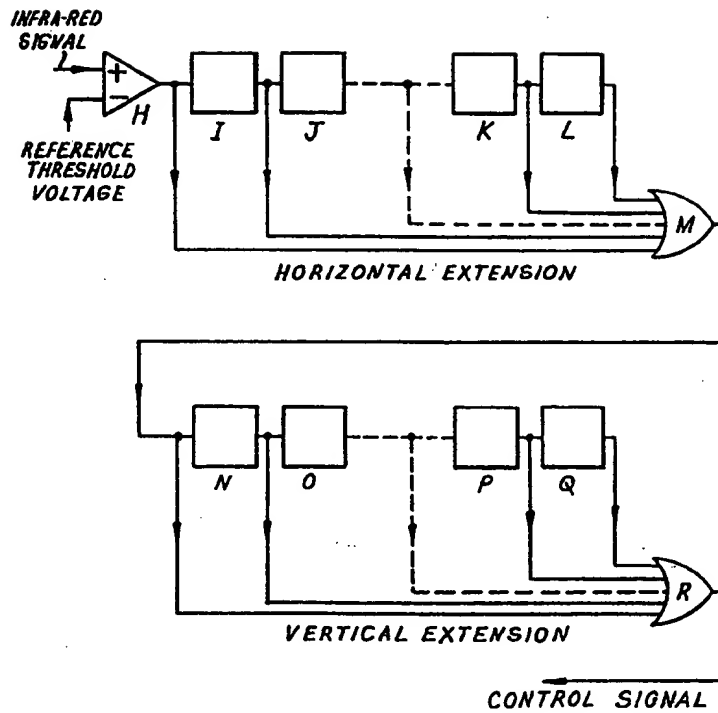 INFRA-RED
SIGNAL
+
−
H
I
J
K
L
REFERENCE
THRESHOLD
VOLTAGE
M
HORIZONTAL EXTENSION
N
O
P
Q
R
VERTICAL EXTENSION
CONTROL SIGNAL